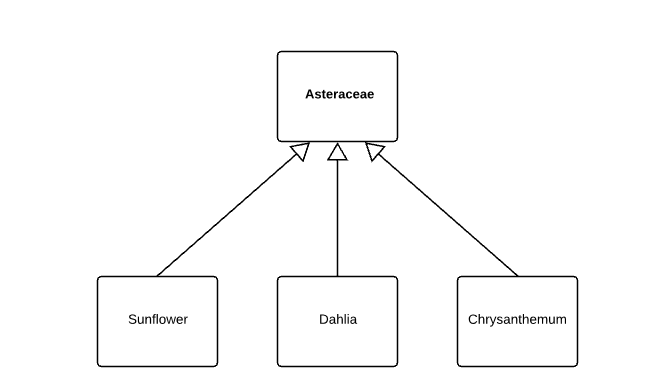 Asteraceae
Sunflower
Dahlia
Chrysanthemum